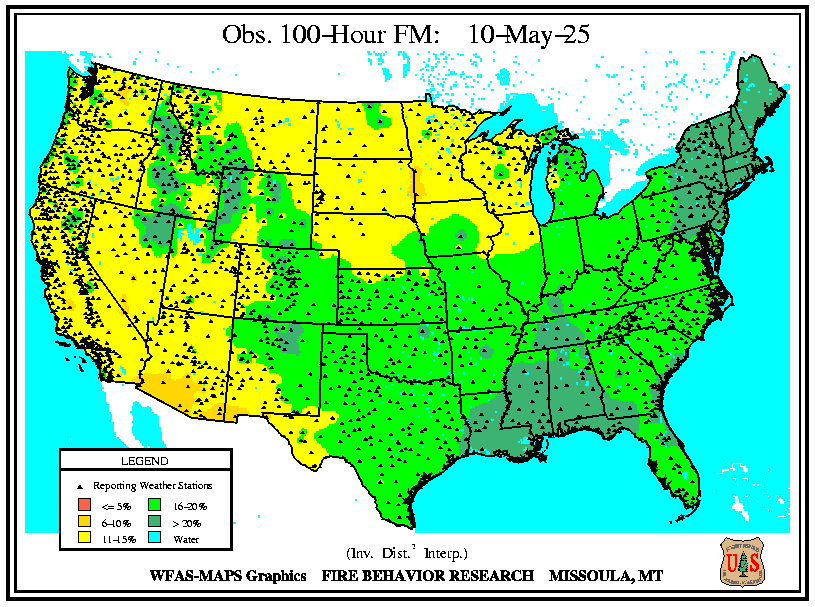 Obs. 100-Hour FM: 10-May-25
LEGEND
Reporting Weather Stations
<= 5%
16-20%
6-10%
> 20%
11-15%
Water
(Inv. Dist.² Interp.)
WFAS-MAPS Graphics FIRE BEHAVIOR RESEARCH MISSOULA, MT
U S